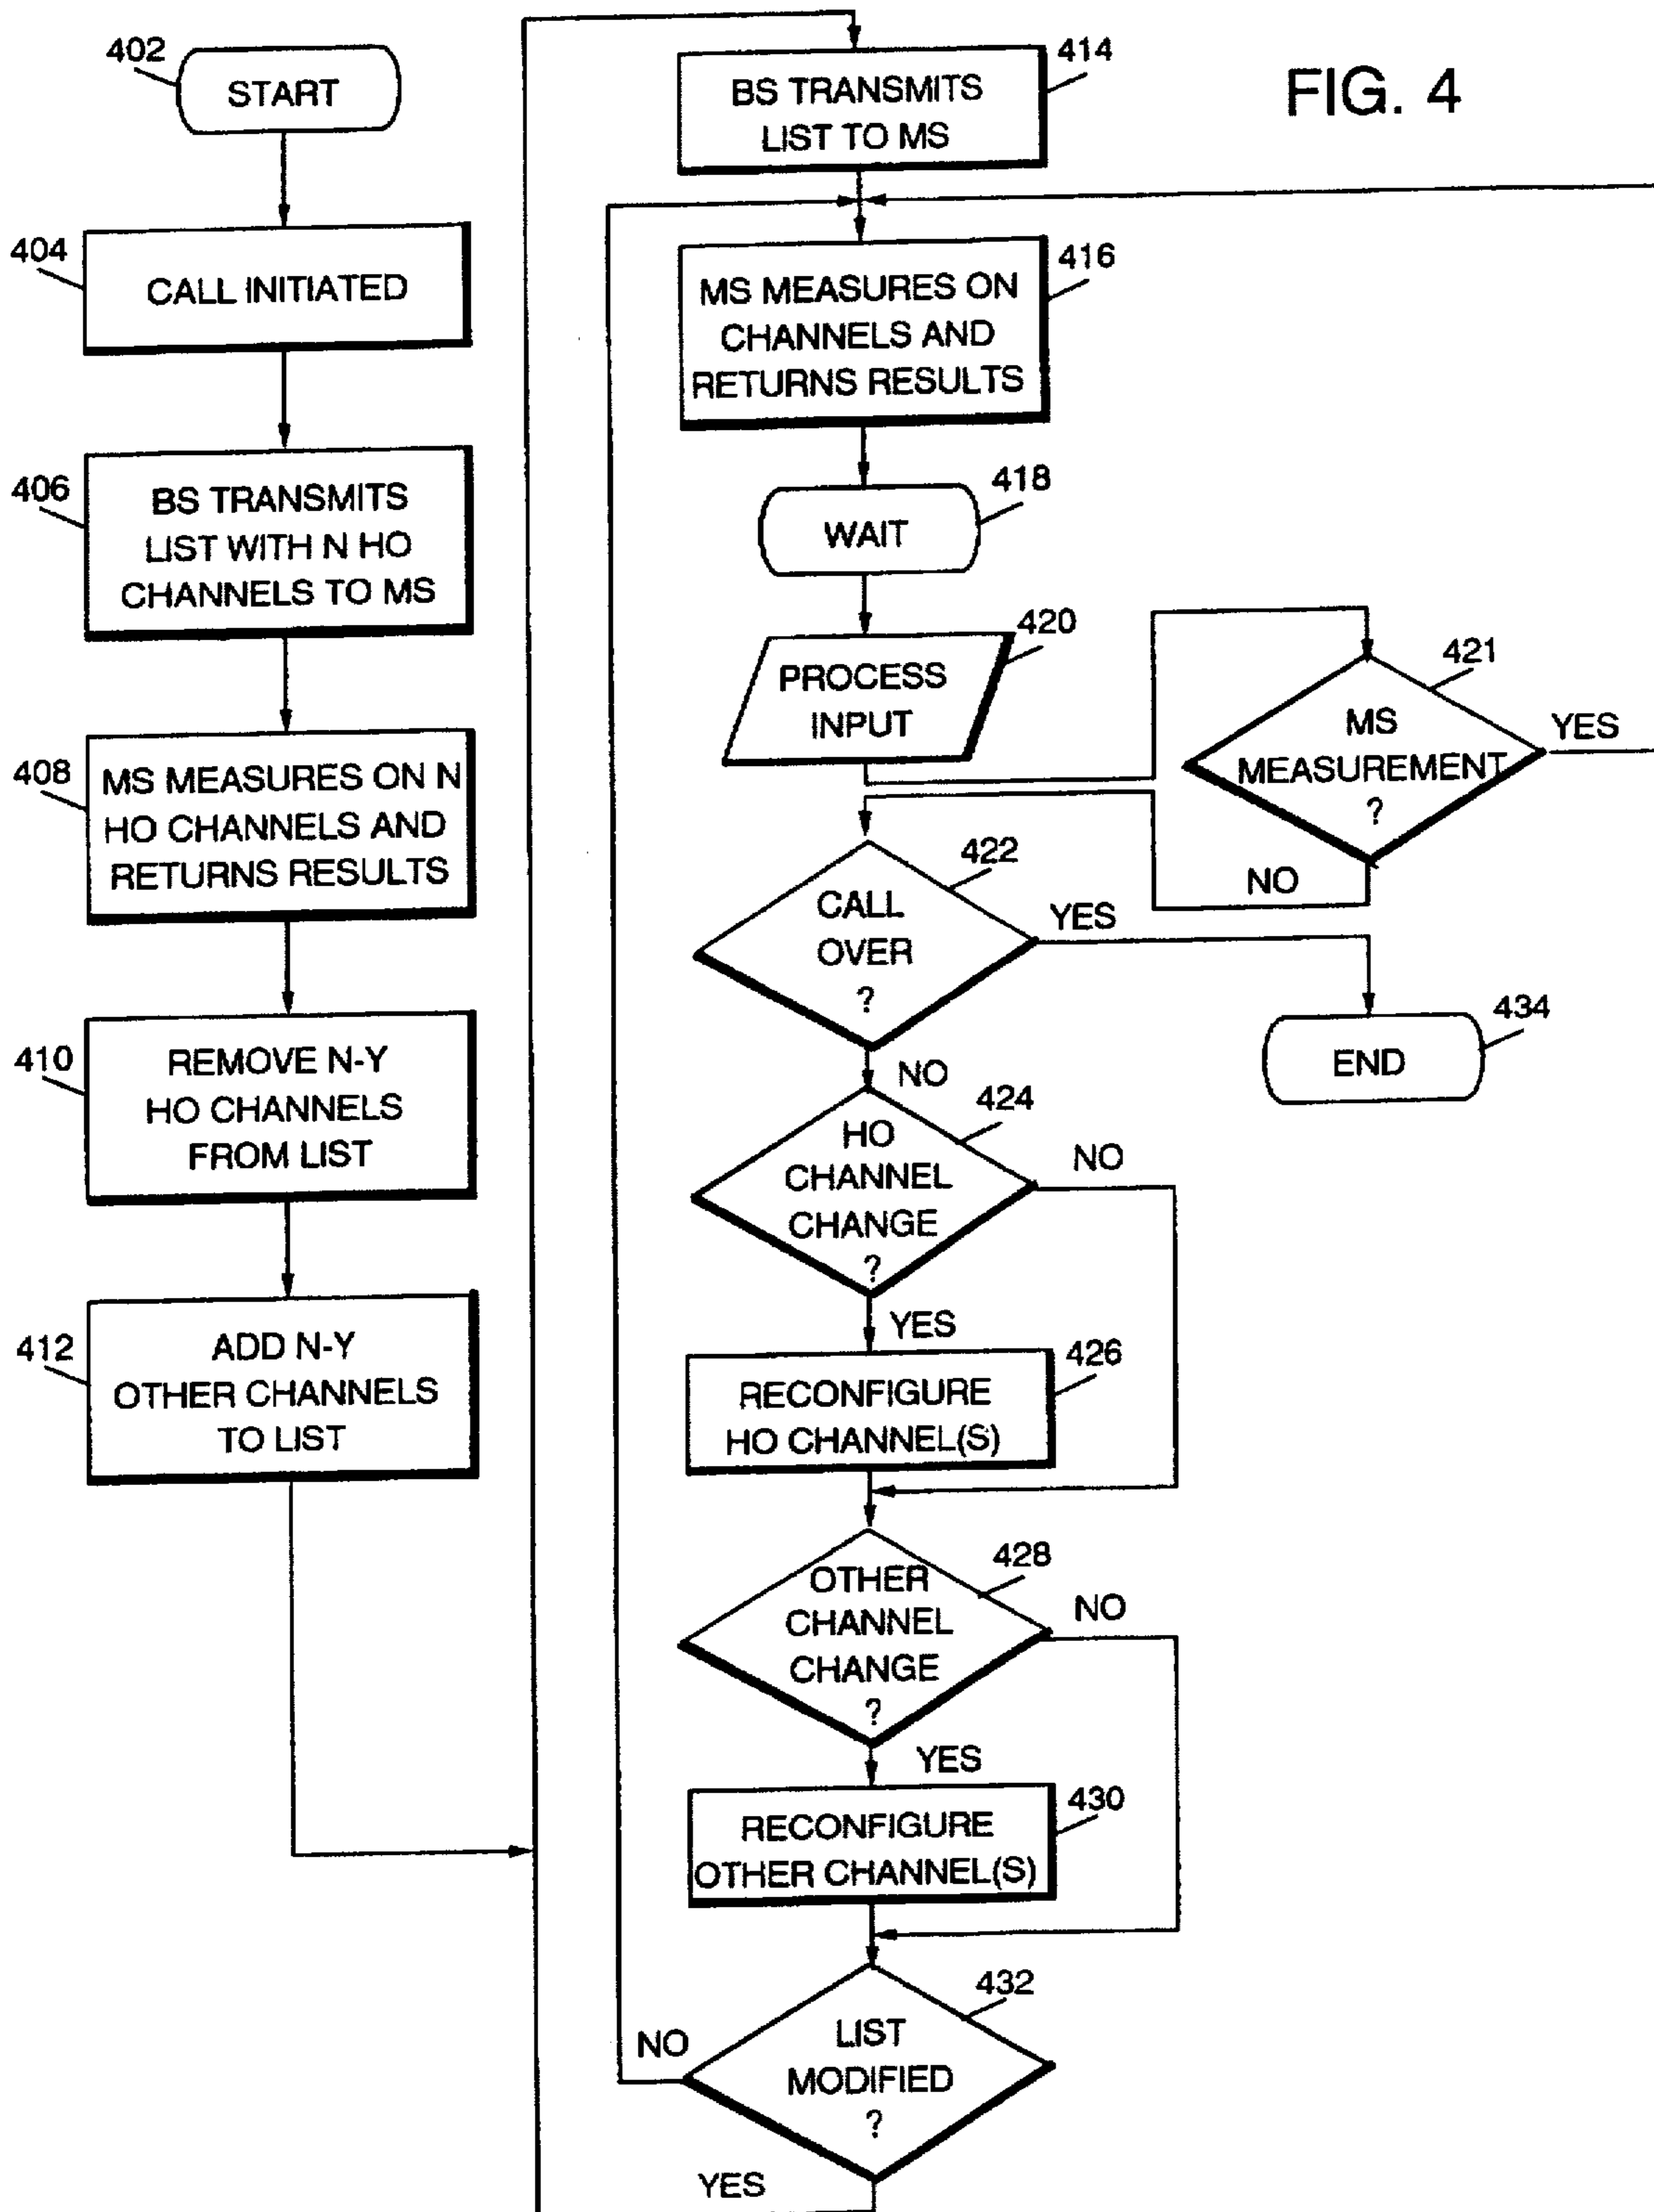 FIG. 4
402
START
404
CALL INITIATED
406
BS TRANSMITS
LIST WITH N HO
CHANNELS TO MS
408
MS MEASURES ON N
HO CHANNELS AND
RETURNS RESULTS
410
REMOVE N-Y
HO CHANNELS
FROM LIST
412
ADD N-Y
OTHER CHANNELS
TO LIST
414
BS TRANSMITS
LIST TO MS
416
MS MEASURES ON
CHANNELS AND
RETURNS RESULTS
418
WAIT
420
PROCESS
INPUT
421
MS
MEASUREMENT
?
YES
NO
422
CALL
OVER
?
YES
434
END
NO
424
HO
CHANNEL
CHANGE
?
NO
YES
426
RECONFIGURE
HO CHANNEL(S)
428
OTHER
CHANNEL
CHANGE
?
NO
YES
430
RECONFIGURE
OTHER CHANNEL(S)
432
LIST
MODIFIED
?
NO
YES